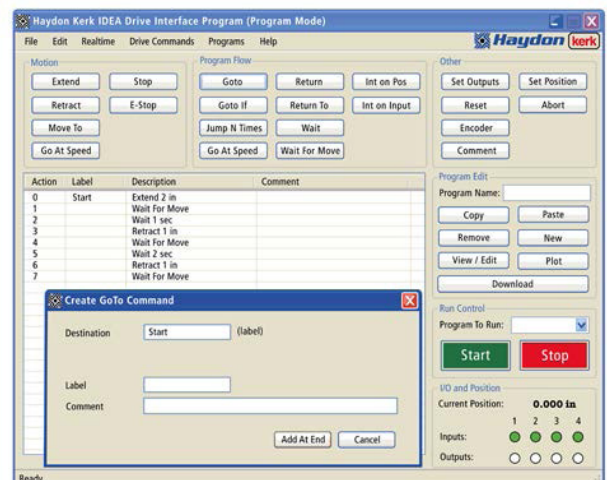 Haydon Kerk IDEA Drive Interface Program (Program Mode)
File Edit Realtime Drive Commands Programs Help
Haydon kerk
Motion
Extend Stop
Retract E-Stop
Move To
Go At Speed
Program Flow
Goto Return Int on Pos
Goto If Return To Int on Input
Jump N Times Wait
Go At Speed Wait For Move
Other
Set Outputs Set Position
Reset Abort
Encoder
Comment
Action Label Description Comment
0 Start Extend 2 in
1 Wait For Move
2 Wait 1 sec
3 Retract 1 in
4 Wait For Move
5 Wait 2 sec
6 Retract 1 in
7 Wait For Move
Create GoTo Command
Destination Start (label)
Label
Comment
Add At End Cancel
Program Edit
Program Name:
Copy Paste
Remove New
View / Edit Plot
Download
Run Control
Program To Run:
Start Stop
I/O and Position
Current Position: 0.000 in
1 2 3 4
Inputs:
Outputs:
Ready